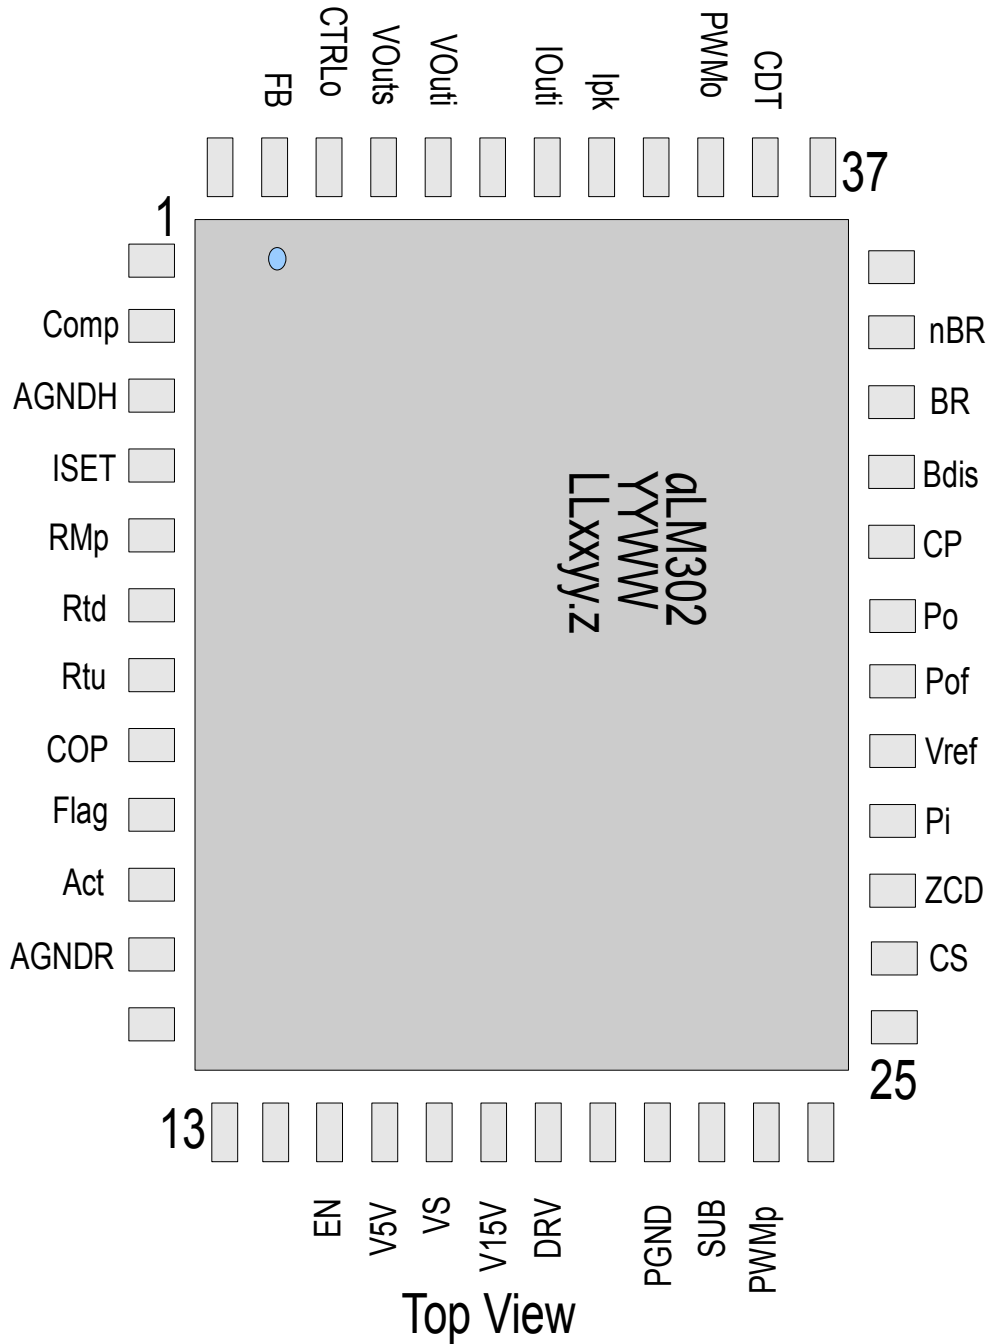 FB
CTRLo
VOuts
VOuti
IOuti
Ipk
PWMo
CDT
37
1
Comp
AGNDH
ISET
RMp
Rtd
Rtu
COP
Flag
Act
AGNDR
aLM302
YYWW
LLxxyy.z
nBR
BR
Bdis
CP
Po
Pof
Vref
Pi
ZCD
CS
25
13
EN
V5V
VS
V15V
DRV
PGND
SUB
PWMp
Top View